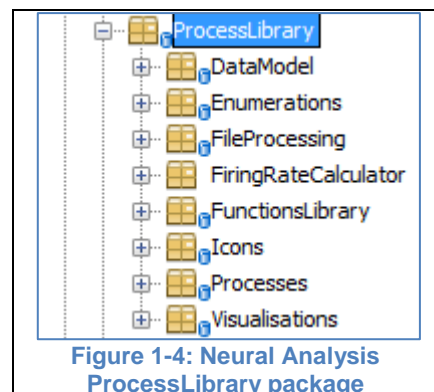 ProcessLibrary
DataModel
Enumerations
FileProcessing
FiringRateCalculator
FunctionsLibrary
Icons
Processes
Visualisations
Figure 1-4: Neural Analysis
ProcessLibrary package